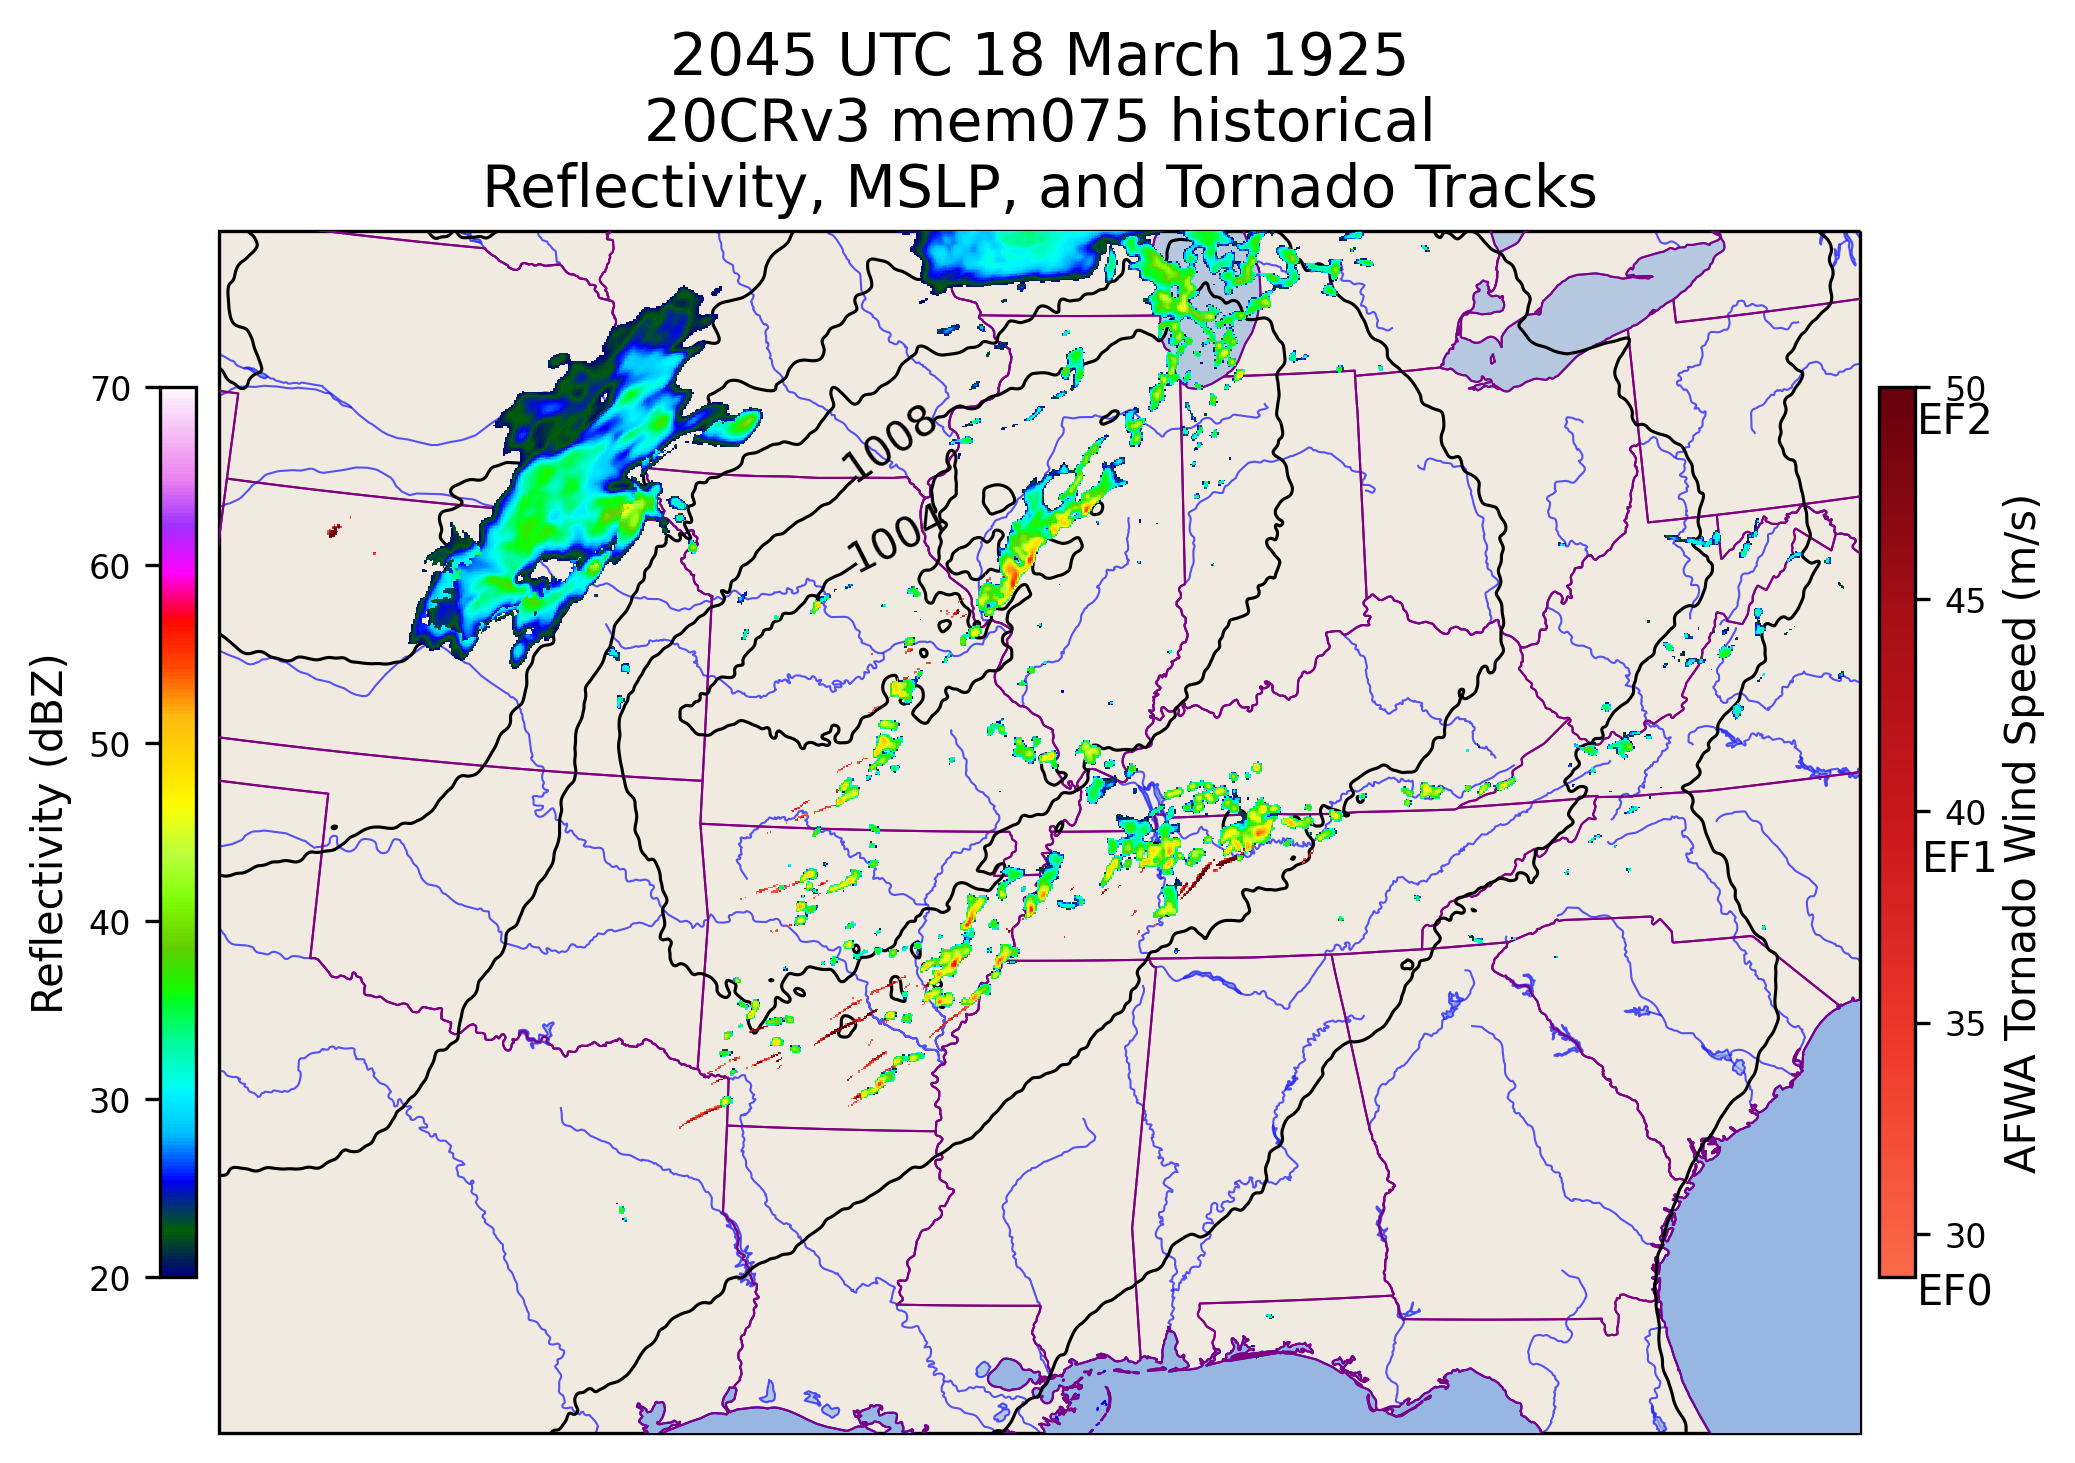 2045 UTC 18 March 1925
20CRv3 mem075 historical
Reflectivity, MSLP, and Tornado Tracks
Reflectivity (dBZ)
70
60
50
40
30
20
1008
1004
50
EF2
45
40
EF1
35
30
EF0
AFWA Tornado Wind Speed (m/s)